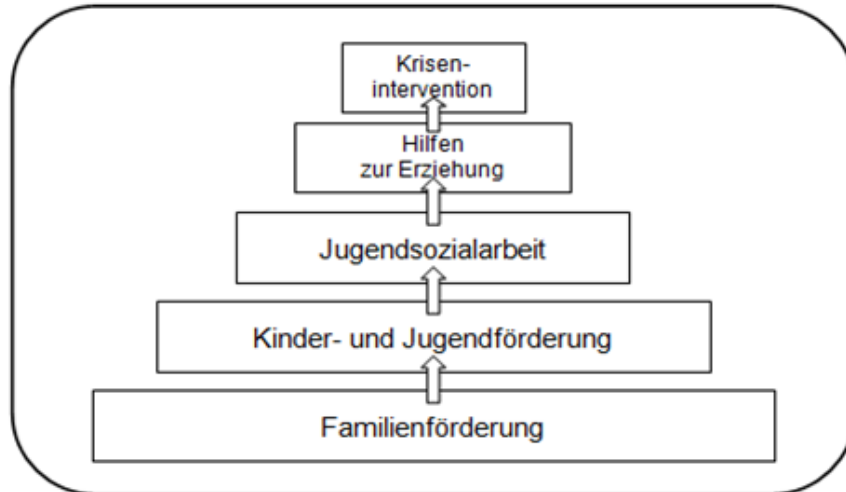 Krisen-
intervention
Hilfen
zur Erziehung
Jugendsozialarbeit
Kinder- und Jugendförderung
Familienförderung